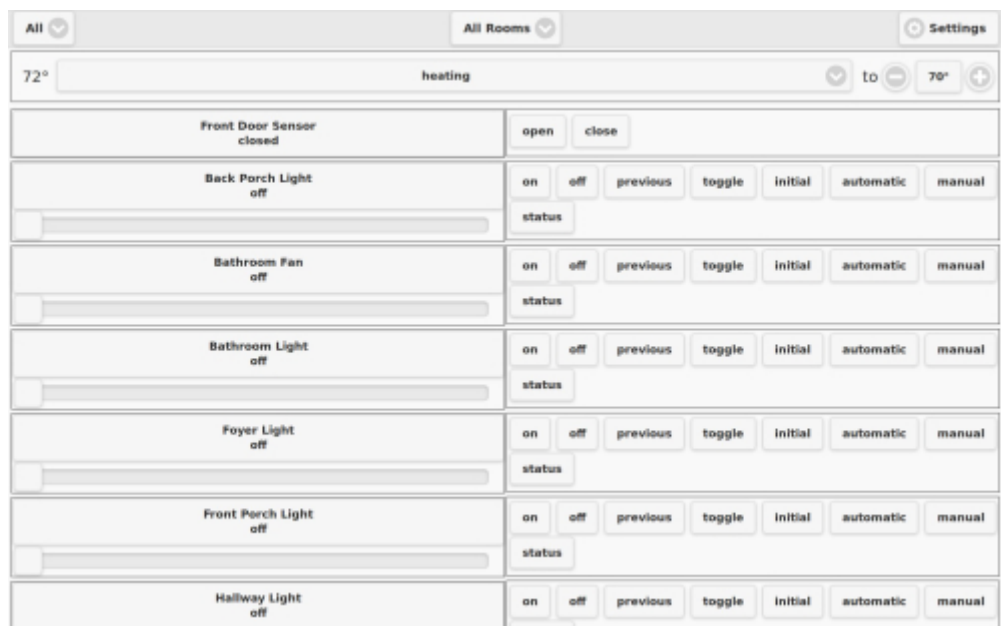 All All Rooms Settings
72° heating to 70°
Front Door Sensor
closed
open close
Back Porch Light
off
on off previous toggle initial automatic manual
status
Bathroom Fan
off
on off previous toggle initial automatic manual
status
Bathroom Light
off
on off previous toggle initial automatic manual
status
Foyer Light
off
on off previous toggle initial automatic manual
status
Front Porch Light
off
on off previous toggle initial automatic manual
status
Hallway Light
off
on off previous toggle initial automatic manual